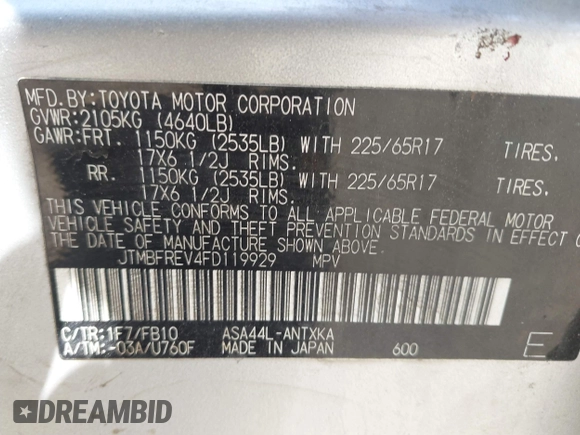 MFD.BY:TOYOTA MOTOR CORPORATION
GVWR:2105KG (4640LB)
GAWR:FRT. 1150KG (2535LB) WITH 225/65R17 TIRES.
17X6 1/2J RIMS.
RR. 1150KG (2535LB) WITH 225/65R17 TIRES.
17X6 1/2J RIMS.
THIS VEHICLE CONFORMS TO ALL APPLICABLE FEDERAL MOTOR
VEHICLE SAFETY AND THEFT PREVENTION STANDARDS IN EFFECT
THE DATE OF MANUFACTURE SHOWN ABOVE.
JTMBFREV4FD119929 MPV
C/TR:1F7/FB10 ASA44L-ANTXKA
A/TM:-03A/U760F MADE IN JAPAN 600 E
DREAMBID